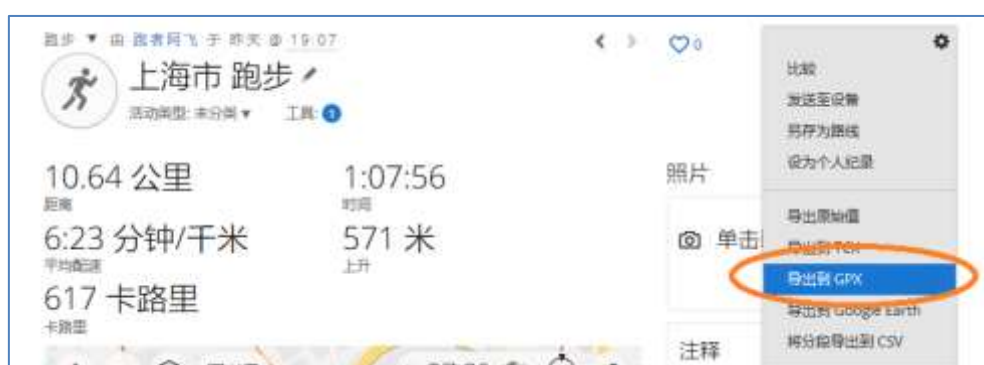 跑步 ▼ 由 跑者阿飞 于 昨天 @ 19:07
上海市 跑步
活动类型: 未分类 ▼ 工具: 1
10.64 公里
距离
1:07:56
时间
6:23 分钟/千米
平均配速
571 米
上升
617 卡路里
卡路里
0
照片
单击
注释
比较
发送至设备
另存为路线
设为个人纪录
导出原始值
导出到 TCX
导出到 GPX
导出到 Google Earth
将分段导出到 CSV